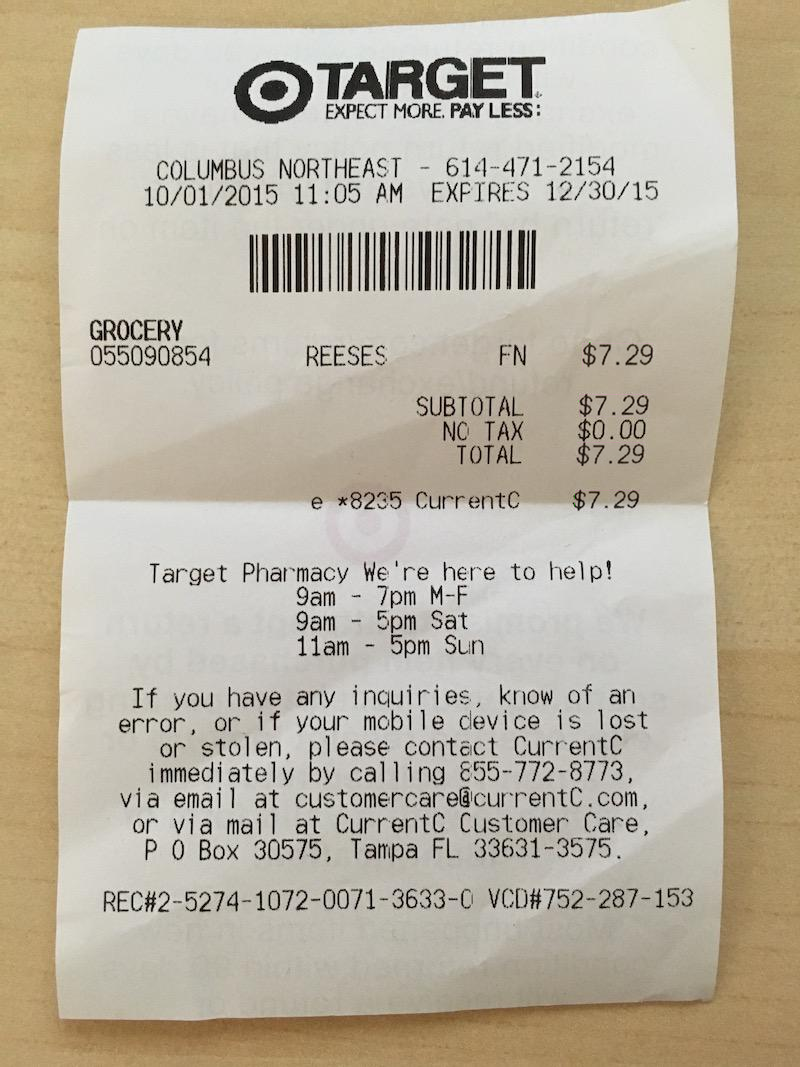 TARGET
EXPECT MORE. PAY LESS.
COLUMBUS NORTHEAST - 614-471-2154
10/01/2015 11:05 AM EXPIRES 12/30/15
GROCERY
055090854 REESES FN $7.29
SUBTOTAL $7.29
NO TAX $0.00
TOTAL $7.29
e *8235 CurrentC $7.29
Target Pharmacy We're here to help!
9am - 7pm M-F
9am - 5pm Sat
11am - 5pm Sun
If you have any inquiries, know of an
error, or if your mobile device is lost
or stolen, please contact CurrentC
immediately by calling 855-772-8773,
via email at customercare@currentC.com,
or via mail at CurrentC Customer Care,
P O Box 30575, Tampa FL 33631-3575.
REC#2-5274-1072-0071-3633-0 VCD#752-287-153